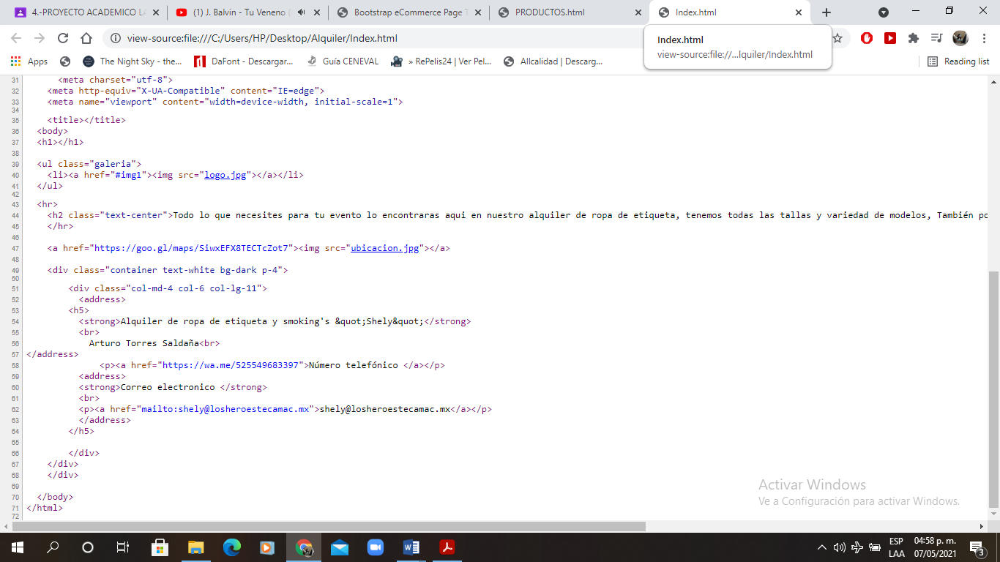 4.-PROYECTO ACADEMICO LA
(1) J. Balvin - Tu Veneno (
Bootstrap eCommerce Page T
PRODUCTOS.html
Index.html
view-source:file:///C:/Users/HP/Desktop/Alquiler/Index.html
Index.html
view-source:file://...lquiler/Index.html
Apps
The Night Sky - the...
DaFont - Descargar...
Guía CENEVAL
» RePelis24 | Ver Pel...
Allcalidad | Descarg...
Reading list
31 <meta charset="utf-8">
32 <meta http-equiv="X-UA-Compatible" content="IE=edge">
33 <meta name="viewport" content="width=device-width, initial-scale=1">
34
35 <title></title>
36 <body>
37 <h1></h1>
38
39 <ul class="galeria">
40 <li><a href="#img1"><img src="logo.jpg"></a></li>
41 </ul>
42
43 <hr>
44 <h2 class="text-center">Todo lo que necesites para tu evento lo encontraras aqui en nuestro alquiler de ropa de etiqueta, tenemos todas las tallas y variedad de modelos, También po
45 </hr>
46
47 <a href="https://goo.gl/maps/SiwxEFX8TECTcZot7"><img src="ubicacion.jpg"></a>
48
49 <div class="container text-white bg-dark p-4">
50
51 <div class="col-md-4 col-6 col-lg-11">
52 <address>
53 <h5>
54 <strong>Alquiler de ropa de etiqueta y smoking's &quot;Shely&quot;</strong>
55 <br>
56 Arturo Torres Saldaña<br>
57 </address>
58 <p><a href="https://wa.me/525549683397">Número telefónico </a></p>
59 <address>
60 <strong>Correo electronico </strong>
61 <br>
62 <p><a href="mailto:shely@losheroestecamac.mx">shely@losheroestecamac.mx</a></p>
63 </address>
64 </h5>
65
66 </div>
67 </div>
68 </div>
69
70 </body>
71 </html>
72
Activar Windows
Ve a Configuración para activar Windows.
ESP
LAA
04:58 p. m.
07/05/2021
3